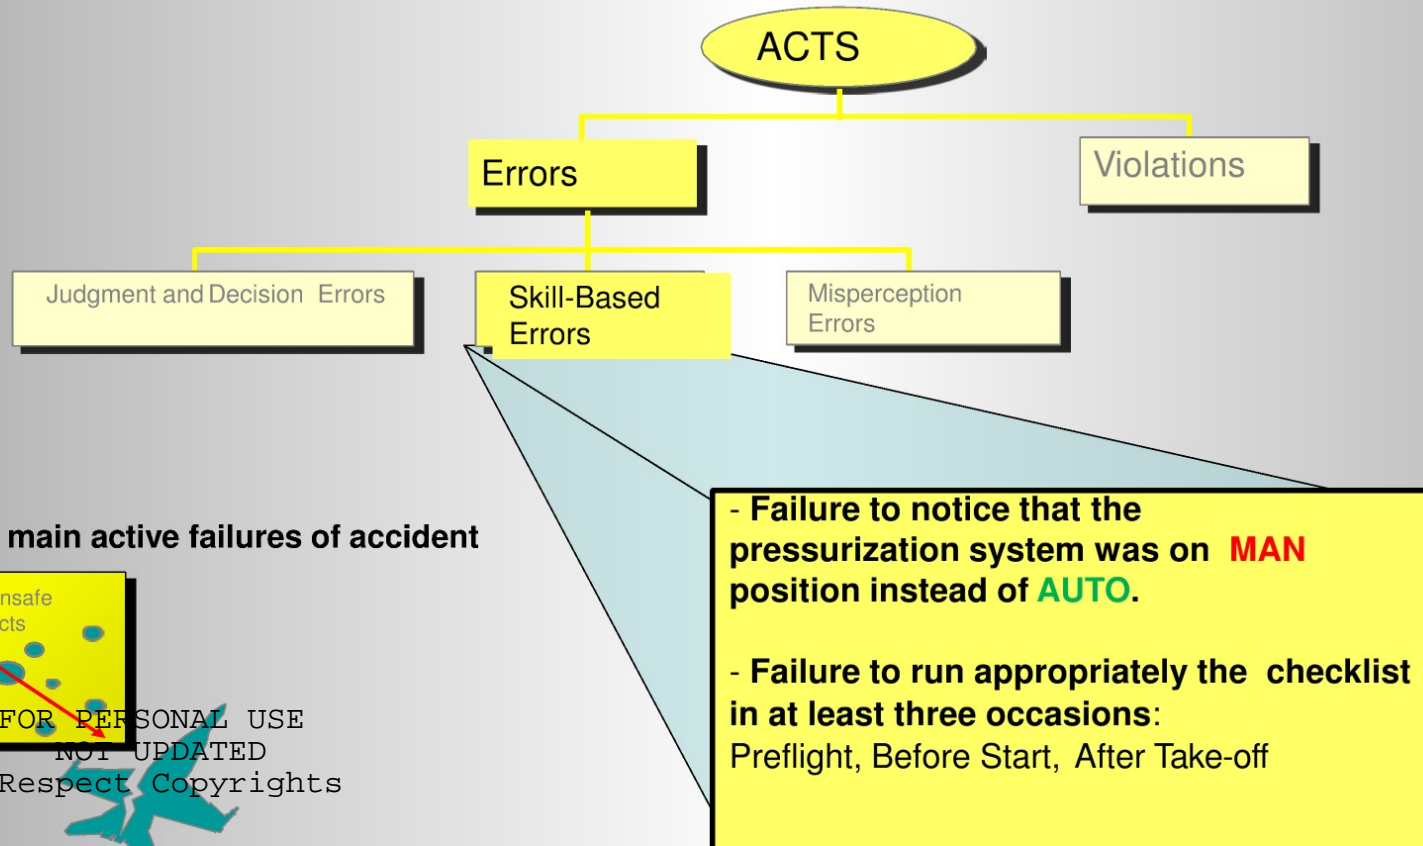 ACTS
Errors
Violations
Judgment and Decision Errors
Skill-Based
Errors
Misperception
Errors
main active failures of accident
- Failure to notice that the
pressurization system was on MAN
position instead of AUTO.
- Failure to run appropriately the checklist
in at least three occasions:
Preflight, Before Start, After Take-off
nsafe
cts
FOR PERSONAL USE
NOT UPDATED
Respect Copyrights